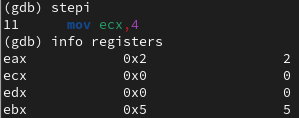 (gdb) stepi
11 mov ecx,4
(gdb) info registers
eax 0x2 2
ecx 0x0 0
edx 0x0 0
ebx 0x5 5